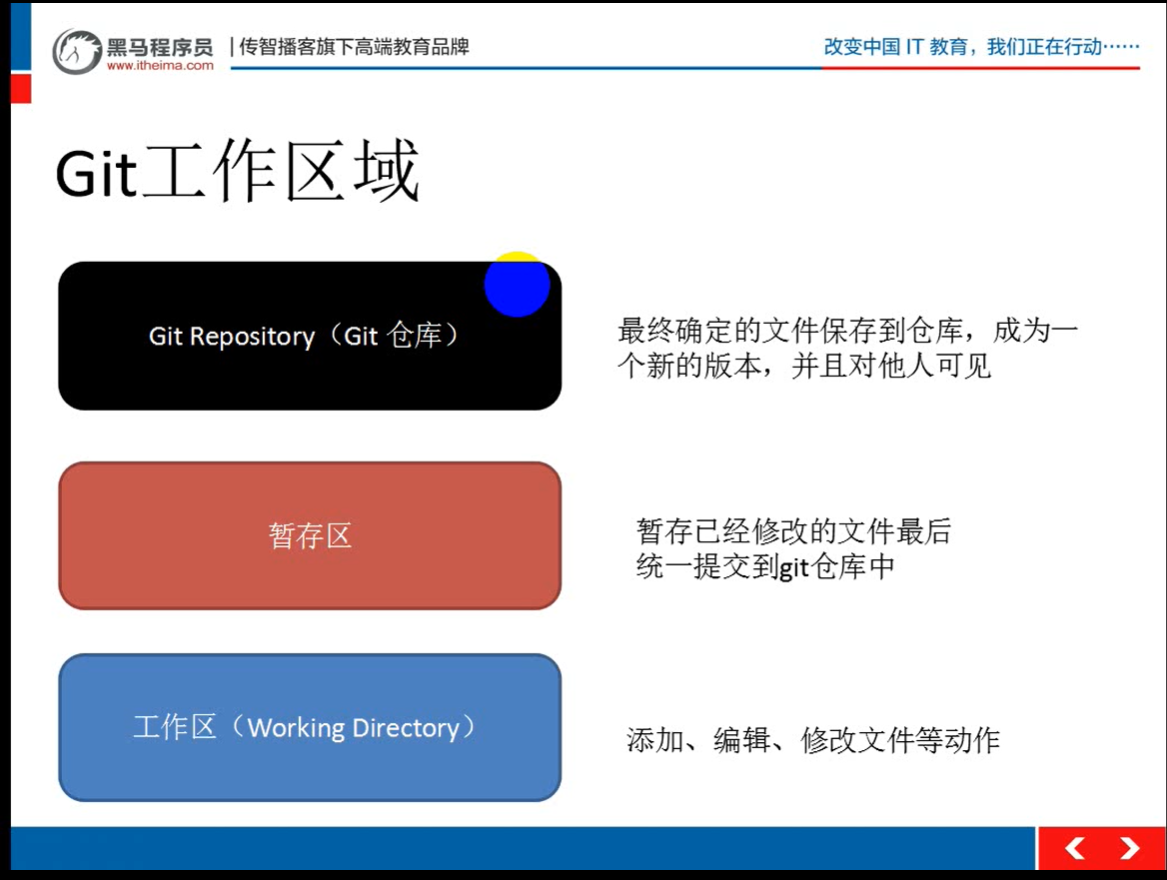 黑马程序员
www.itheima.com
传智播客旗下高端教育品牌
改变中国 IT 教育，我们正在行动……
Git工作区域
Git Repository（Git 仓库）
最终确定的文件保存到仓库，成为一
个新的版本，并且对他人可见
暂存区
暂存已经修改的文件最后
统一提交到git仓库中
工作区（Working Directory）
添加、编辑、修改文件等动作